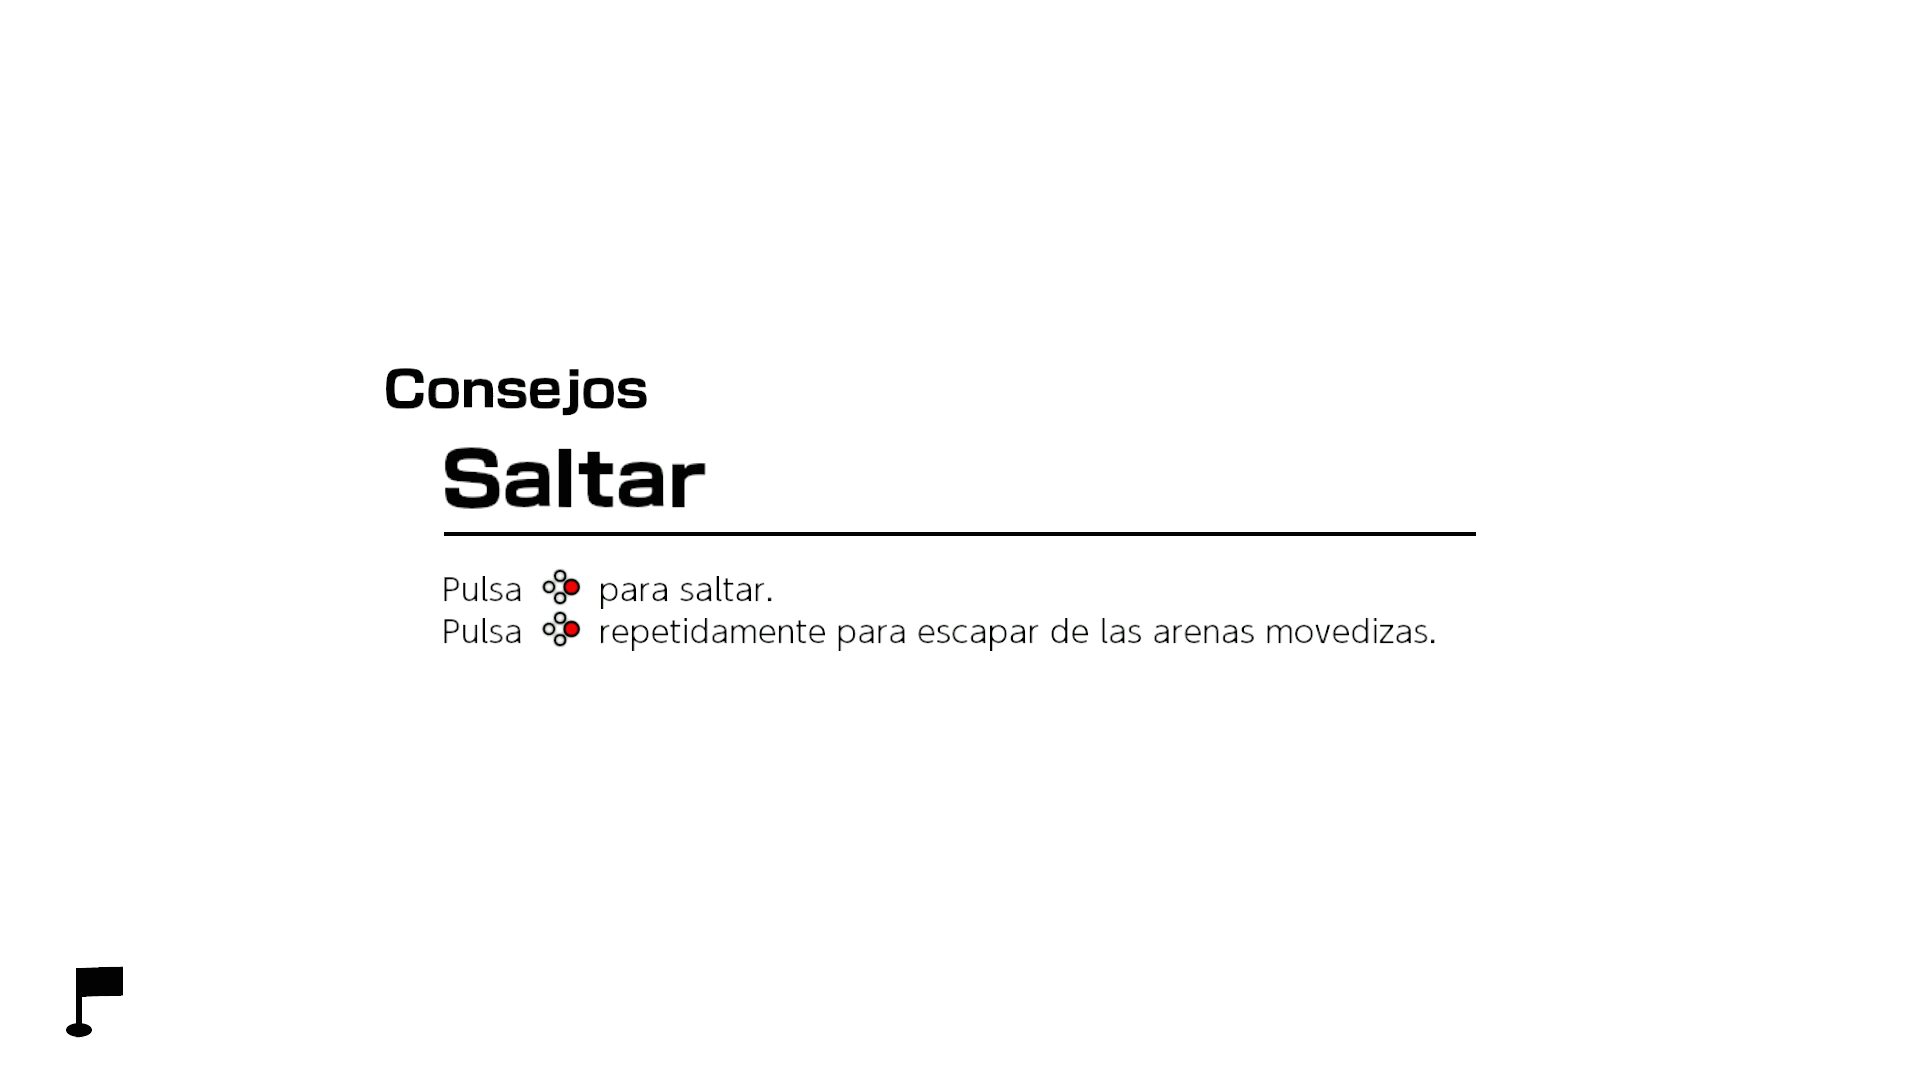 Consejos
Saltar
Pulsa para saltar.
Pulsa repetidamente para escapar de las arenas movedizas.